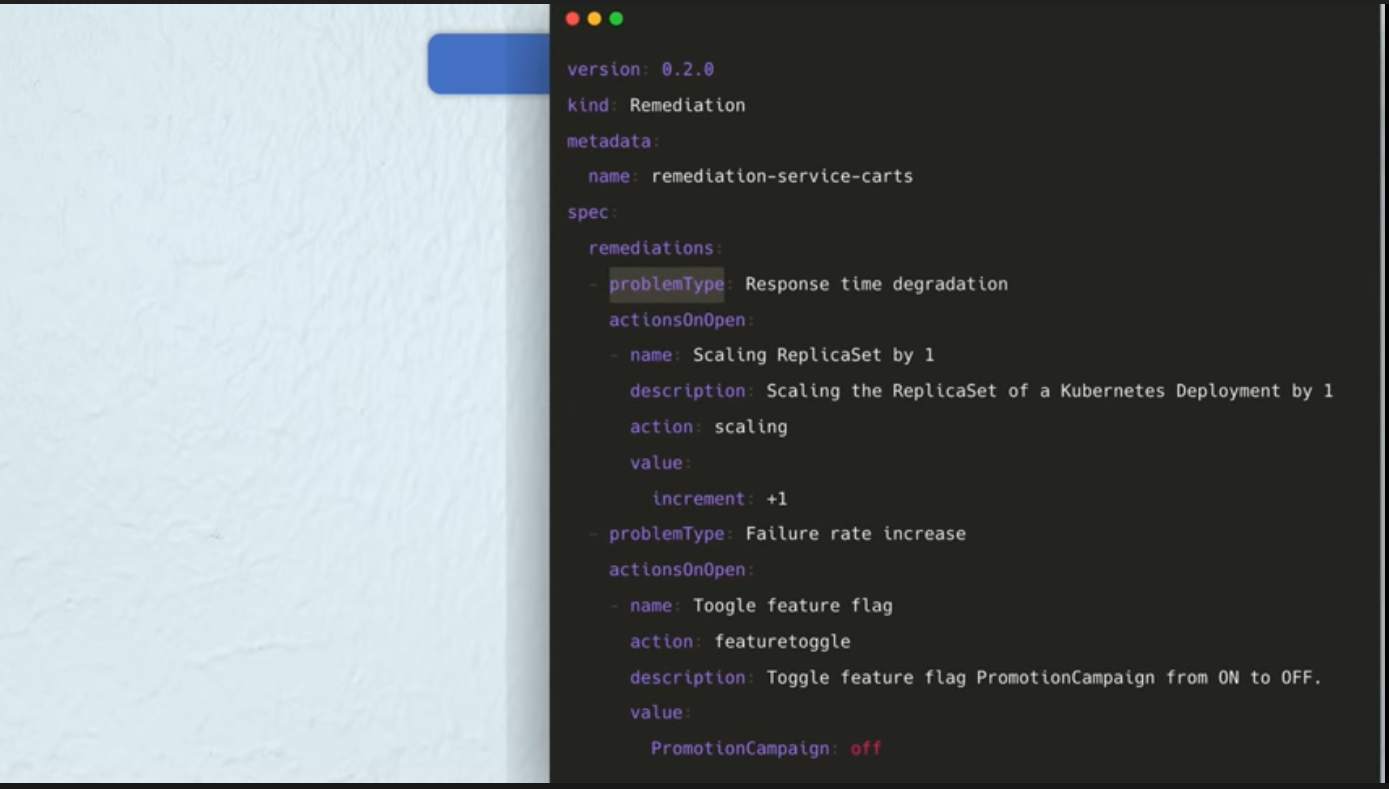 version: 0.2.0
kind: Remediation
metadata:
  name: remediation-service-carts
spec:
  remediations:
  - problemType: Response time degradation
    actionsOnOpen:
    - name: Scaling ReplicaSet by 1
      description: Scaling the ReplicaSet of a Kubernetes Deployment by 1
      action: scaling
      value:
        increment: +1
  - problemType: Failure rate increase
    actionsOnOpen:
    - name: Toogle feature flag
      action: featuretoggle
      description: Toggle feature flag PromotionCampaign from ON to OFF.
      value:
        PromotionCampaign: off